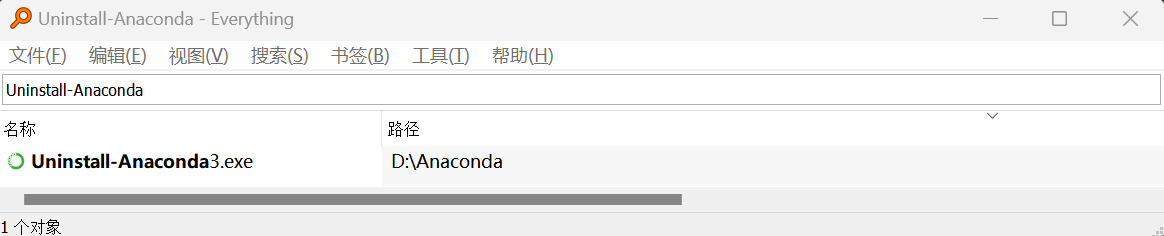 Uninstall-Anaconda - Everything
文件(F) 编辑(E) 视图(V) 搜索(S) 书签(B) 工具(T) 帮助(H)
Uninstall-Anaconda
名称 路径
Uninstall-Anaconda3.exe D:\Anaconda
1 个对象